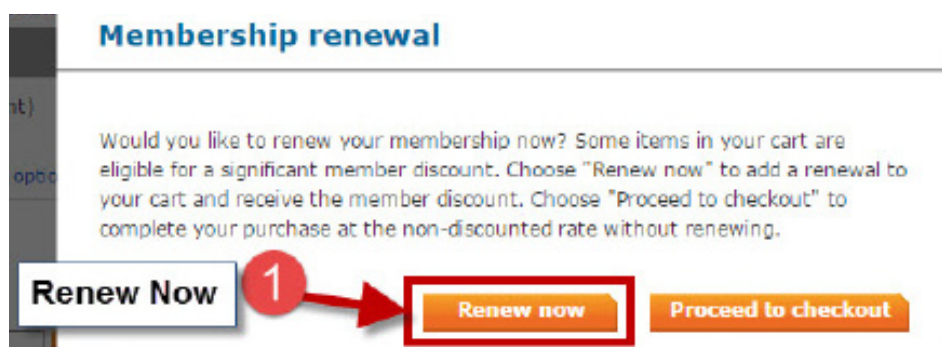 Membership renewal
nt)
Would you like to renew your membership now? Some items in your cart are
optio
eligible for a significant member discount. Choose "Renew now" to add a renewal to
your cart and receive the member discount. Choose "Proceed to checkout" to
complete your purchase at the non-discounted rate without renewing.
Renew Now
1
Renew now
Proceed to checkout